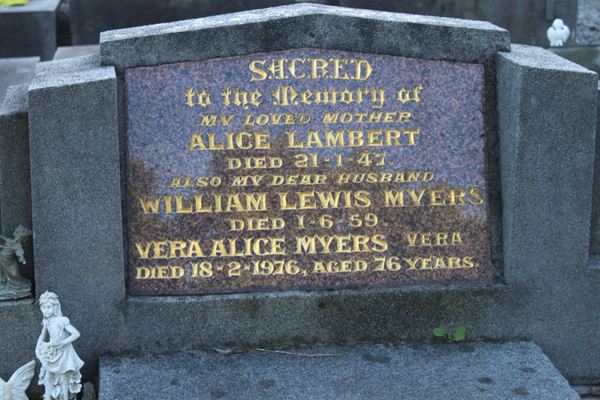 SACRED
to the Memory of
MY LOVED MOTHER
ALICE LAMBERT
DIED 21-1-47.
ALSO MY DEAR HUSBAND
WILLIAM LEWIS MYERS
DIED 1-6-59
VERA ALICE MYERS VERA
DIED 18-2-1976, AGED 76 YEARS.